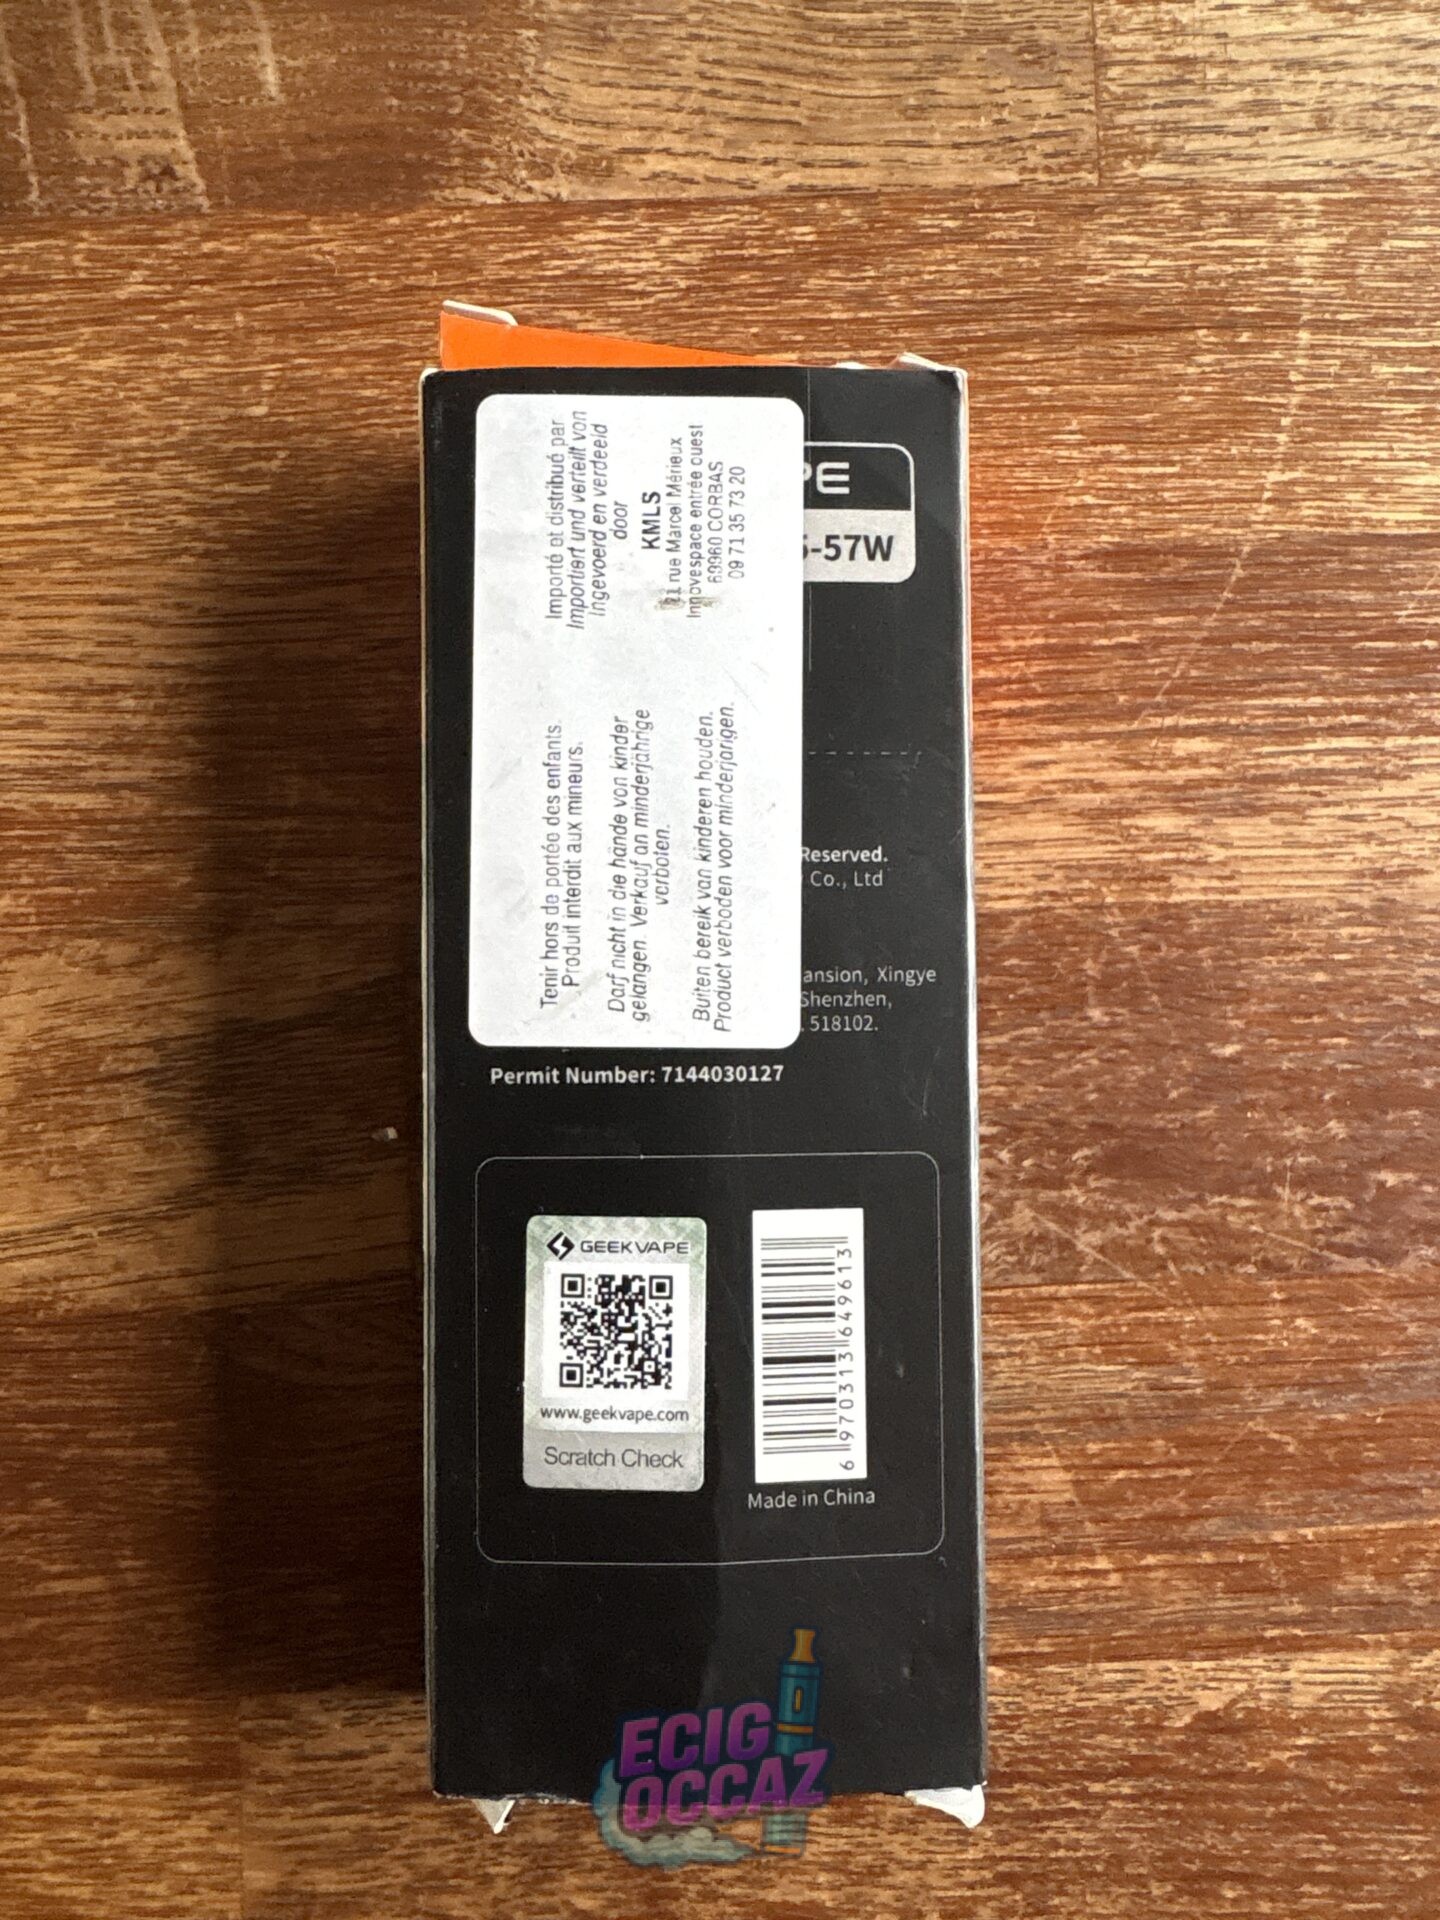 Importé et distribué par
Importiert und verteilt von
Ingevoerd en verdeeld
door
KMLS
rue Marcel Mérieux
Innovespace entrée ouest
69960 CORBAS
09 71 35 73 20
Tenir hors de portée des enfants.
Produit interdit aux mineurs.
Darf nicht in die hände von kinder
gelangen. Verkauf an minderjährige
verboten.
Buiten bereik van kinderen houden.
Product verboden voor minderjarigen.
PE
5-57W
Reserved.
Co., Ltd
ansion, Xingye
Shenzhen,
518102.
Permit Number: 7144030127
GEEKVAPE
www.geekvape.com
Scratch Check
6 970313 649613
Made in China
ECIG
OCCAZ